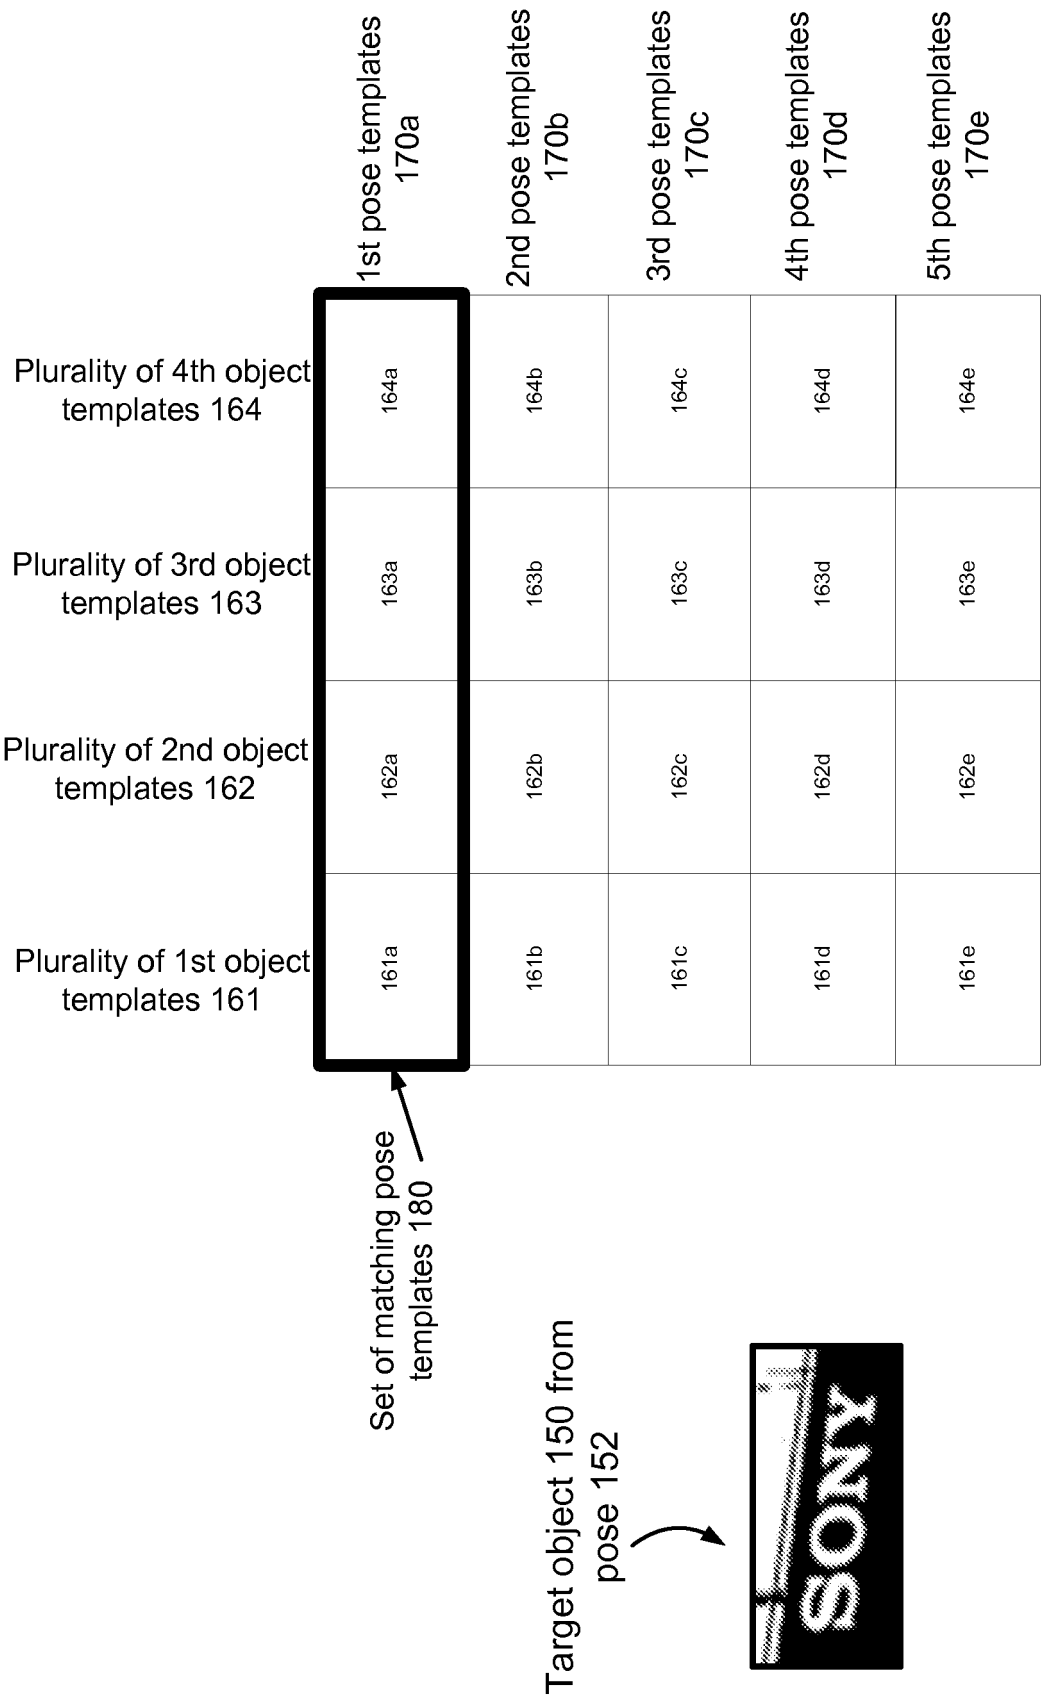 1st pose templates
170a
2nd pose templates
170b
3rd pose templates
170c
4th pose templates
170d
5th pose templates
170e
Plurality of 4th object
templates 164
164a
164b
164c
164d
164e
Plurality of 3rd object
templates 163
163a
163b
163c
163d
163e
Plurality of 2nd object
templates 162
162a
162b
162c
162d
162e
Plurality of 1st object
templates 161
161a
161b
161c
161d
161e
Set of matching pose
templates 180
Target object 150 from
pose 152
SONY